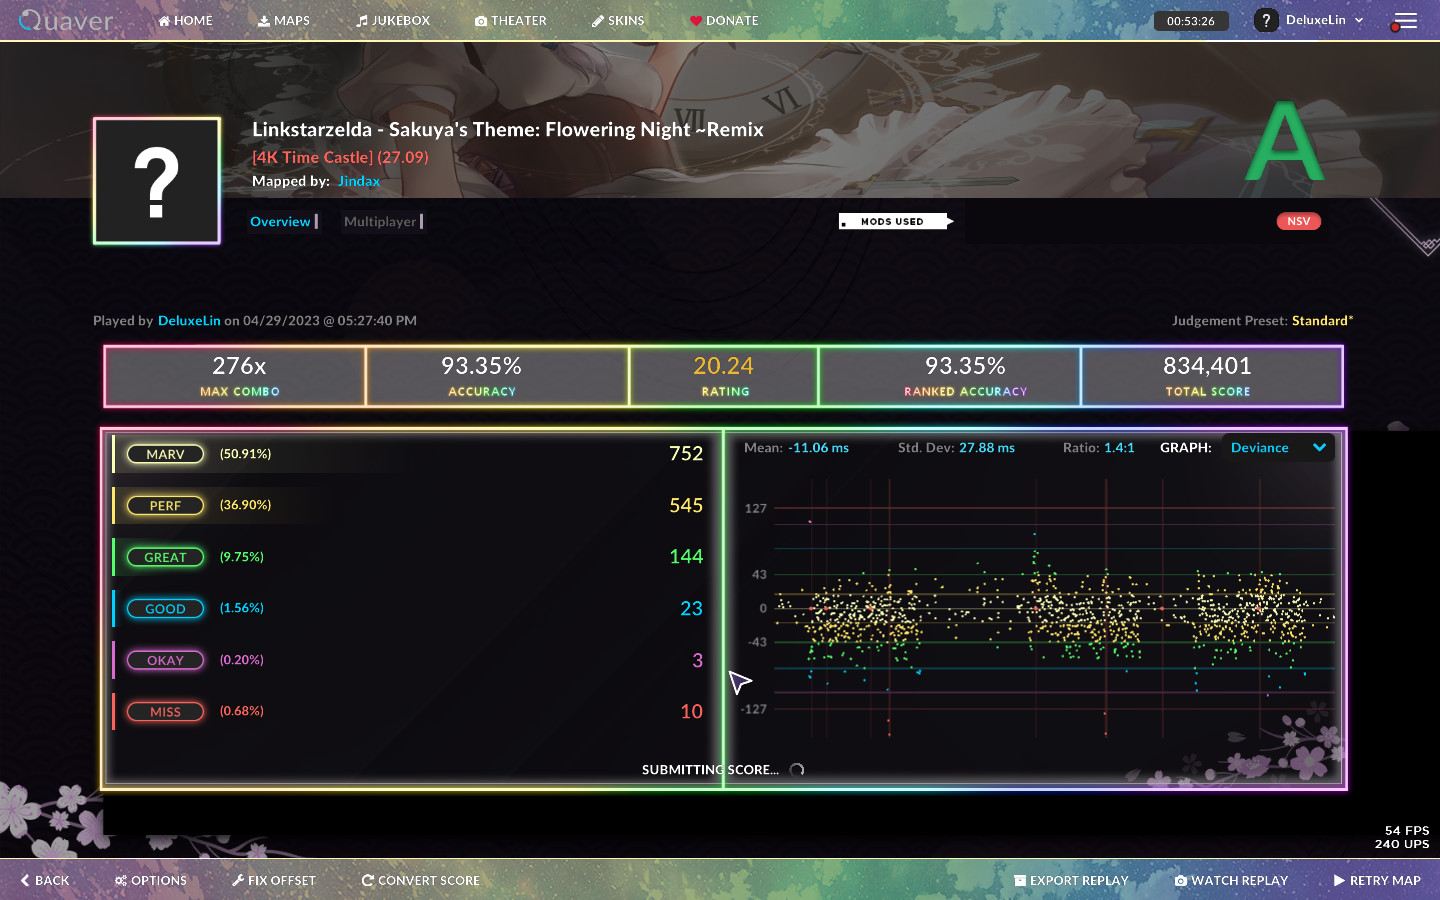 Quaver HOME MAPS JUKEBOX THEATER SKINS DONATE 00:53:26 ? DeluxeLin
VII VI
Linkstarzelda - Sakuya's Theme: Flowering Night ~Remix
[4K Time Castle] (27.09)
Mapped by: Jindax
A
?
Overview Multiplayer MODS USED NSV
Played by DeluxeLin on 04/29/2023 @ 05:27:40 PM Judgement Preset: Standard*
276x 93.35% 20.24 93.35% 834,401
MAX COMBO ACCURACY RATING RANKED ACCURACY TOTAL SCORE
MARV (50.91%) 752
PERF (36.90%) 545
GREAT (9.75%) 144
GOOD (1.56%) 23
OKAY (0.20%) 3
MISS (0.68%) 10
Mean: -11.06 ms Std. Dev: 27.88 ms Ratio: 1.4:1 GRAPH: Deviance
127
43
0
-43
-127
SUBMITTING SCORE...
54 FPS
240 UPS
BACK OPTIONS FIX OFFSET CONVERT SCORE EXPORT REPLAY WATCH REPLAY RETRY MAP